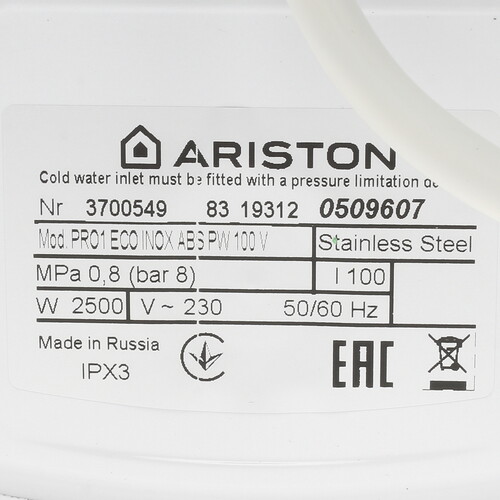 ARISTON
Cold water inlet must be fitted with a pressure limitation
Nr 3700549 83 19312 0509607
Mod. PRO1 ECO INOX ABS PW 100 V Stainless Steel
MPa 0,8 (bar 8) l 100
W 2500 V ~ 230 50/60 Hz
Made in Russia
IPX3
EAC